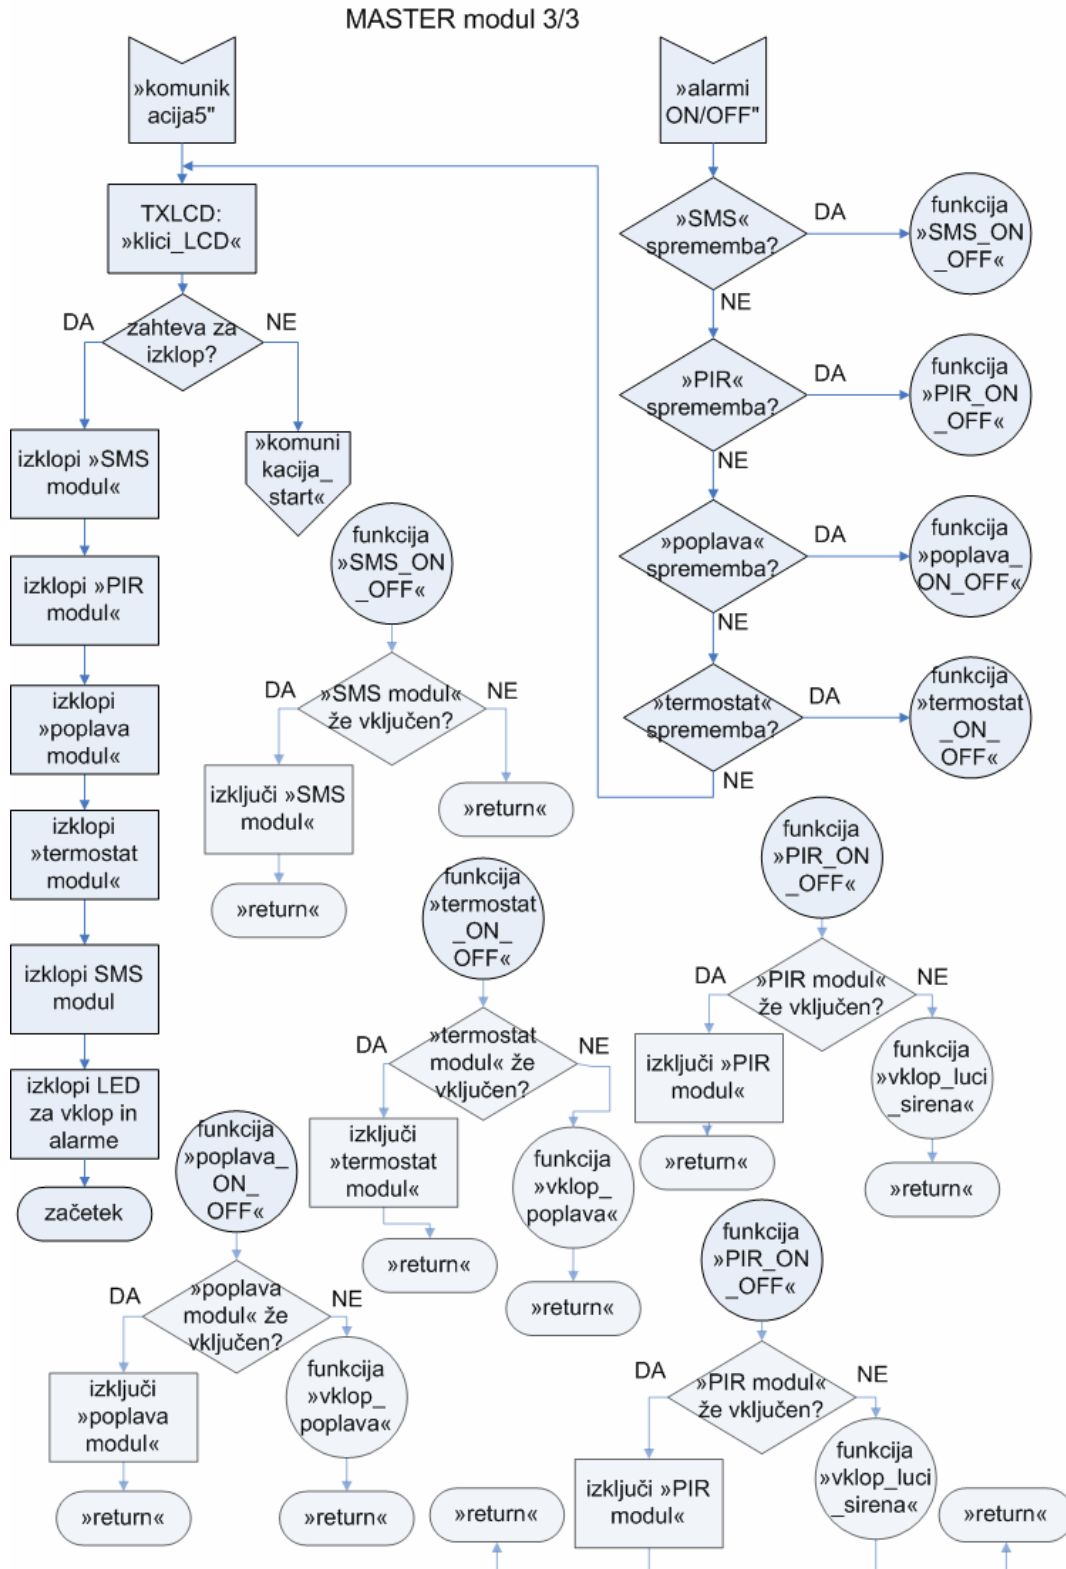 MASTER modul 3/3
»komunik
acija5"
TXLCD:
»klici_LCD«
zahteva za
izklop?
DA
NE
izklopi »SMS
modul«
izklopi »PIR
modul«
izklopi
»poplava
modul«
izklopi
»termostat
modul«
izklopi SMS
modul
izklopi LED
za vklop in
alarme
začetek
»komuni
kacija_
start«
»alarmi
ON/OFF"
»SMS«
sprememba?
DA
funkcija
»SMS_ON
_OFF«
NE
»PIR«
sprememba?
DA
funkcija
»PIR_ON
_OFF«
NE
»poplava«
sprememba?
DA
funkcija
»poplava_
ON_OFF«
NE
»termostat«
sprememba?
DA
funkcija
»termostat
_ON_
OFF«
NE
funkcija
»SMS_ON
_OFF«
»SMS modul«
že vključen?
DA
NE
izključi »SMS
modul«
»return«
»return«
funkcija
»termostat
_ON_
OFF«
»termostat
modul« že
vključen?
DA
NE
izključi
»termostat
modul«
»return«
funkcija
»vklop_
poplava«
»return«
funkcija
»PIR_ON
_OFF«
»PIR modul«
že vključen?
DA
NE
izključi »PIR
modul«
»return«
funkcija
»vklop_luci
_sirena«
»return«
funkcija
»poplava_
ON_
OFF«
»poplava
modul« že
vključen?
DA
NE
izključi
»poplava
modul«
»return«
funkcija
»vklop_
poplava«
»return«
funkcija
»PIR_ON
_OFF«
»PIR modul«
že vključen?
DA
NE
izključi »PIR
modul«
»return«
funkcija
»vklop_luci
_sirena«
»return«